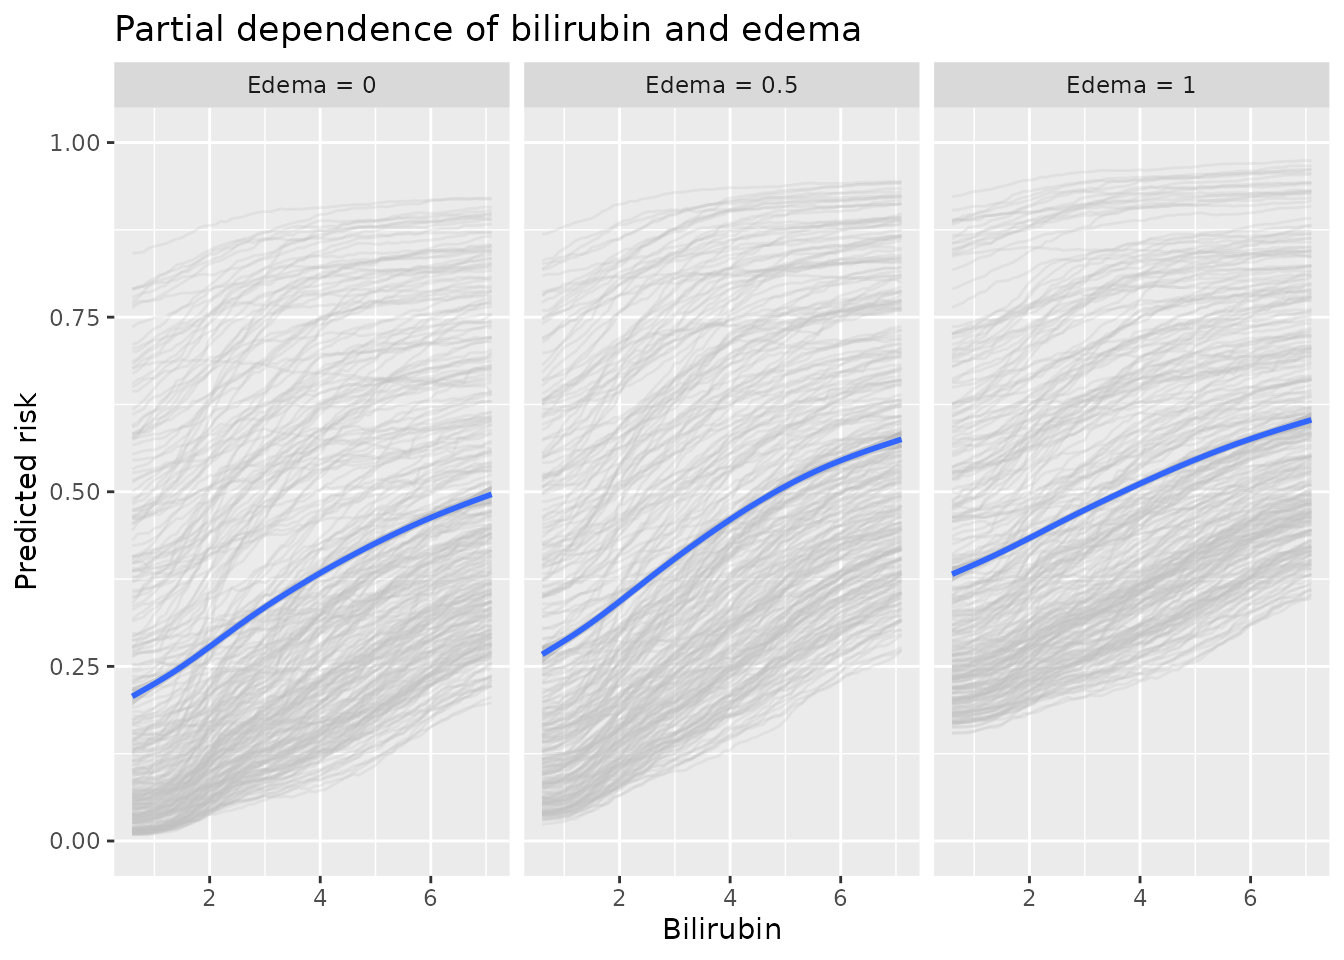 Partial dependence of bilirubin and edema
Edema = 0
Edema = 0.5
Edema = 1
Predicted risk
1.00
0.75
0.50
0.25
0.00
2 4 6
2 4 6
2 4 6
Bilirubin